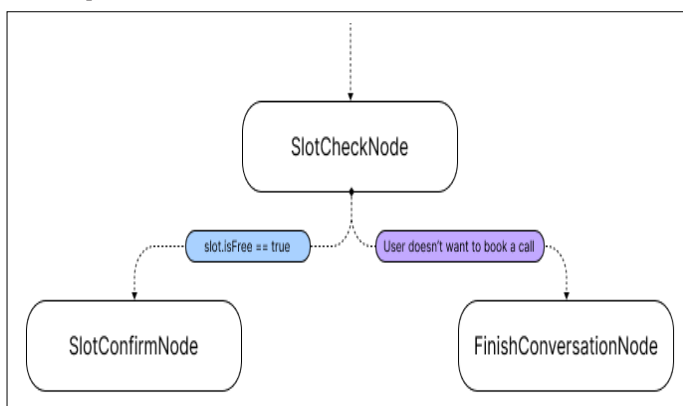 SlotCheckNode
slot.isFree == true
User doesn't want to book a call
SlotConfirmNode
FinishConversationNode